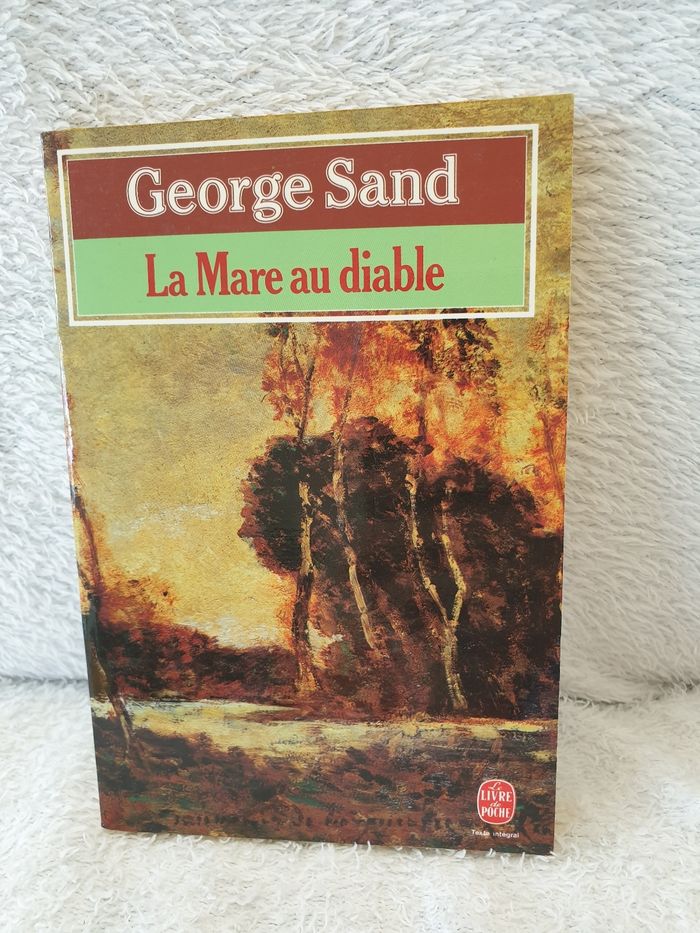 George Sand
La Mare au diable
Le
LIVRE
de
POCHE
Texte intégral